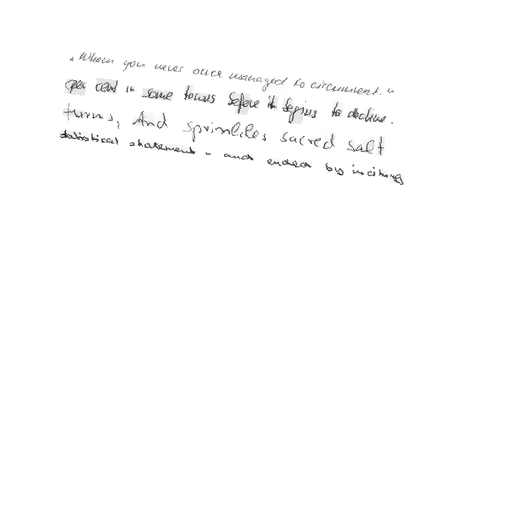 "Whom you never once managed to circumvent."
per cent in some towns before it begins to decline.
turns, And sprinkles sacred salt
statistical statement - and ended by inciting